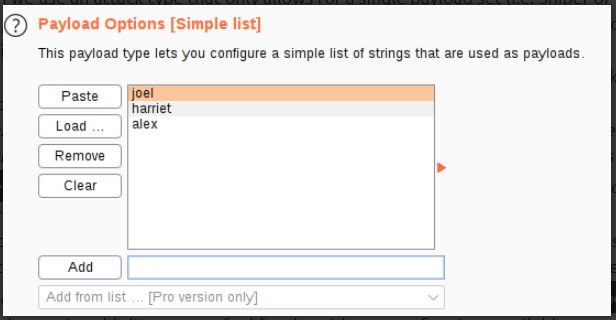 ? Payload Options [Simple list]
This payload type lets you configure a simple list of strings that are used as payloads.
Paste
joel
Load ...
harriet
Remove
alex
Clear
Add
Add from list ... [Pro version only]